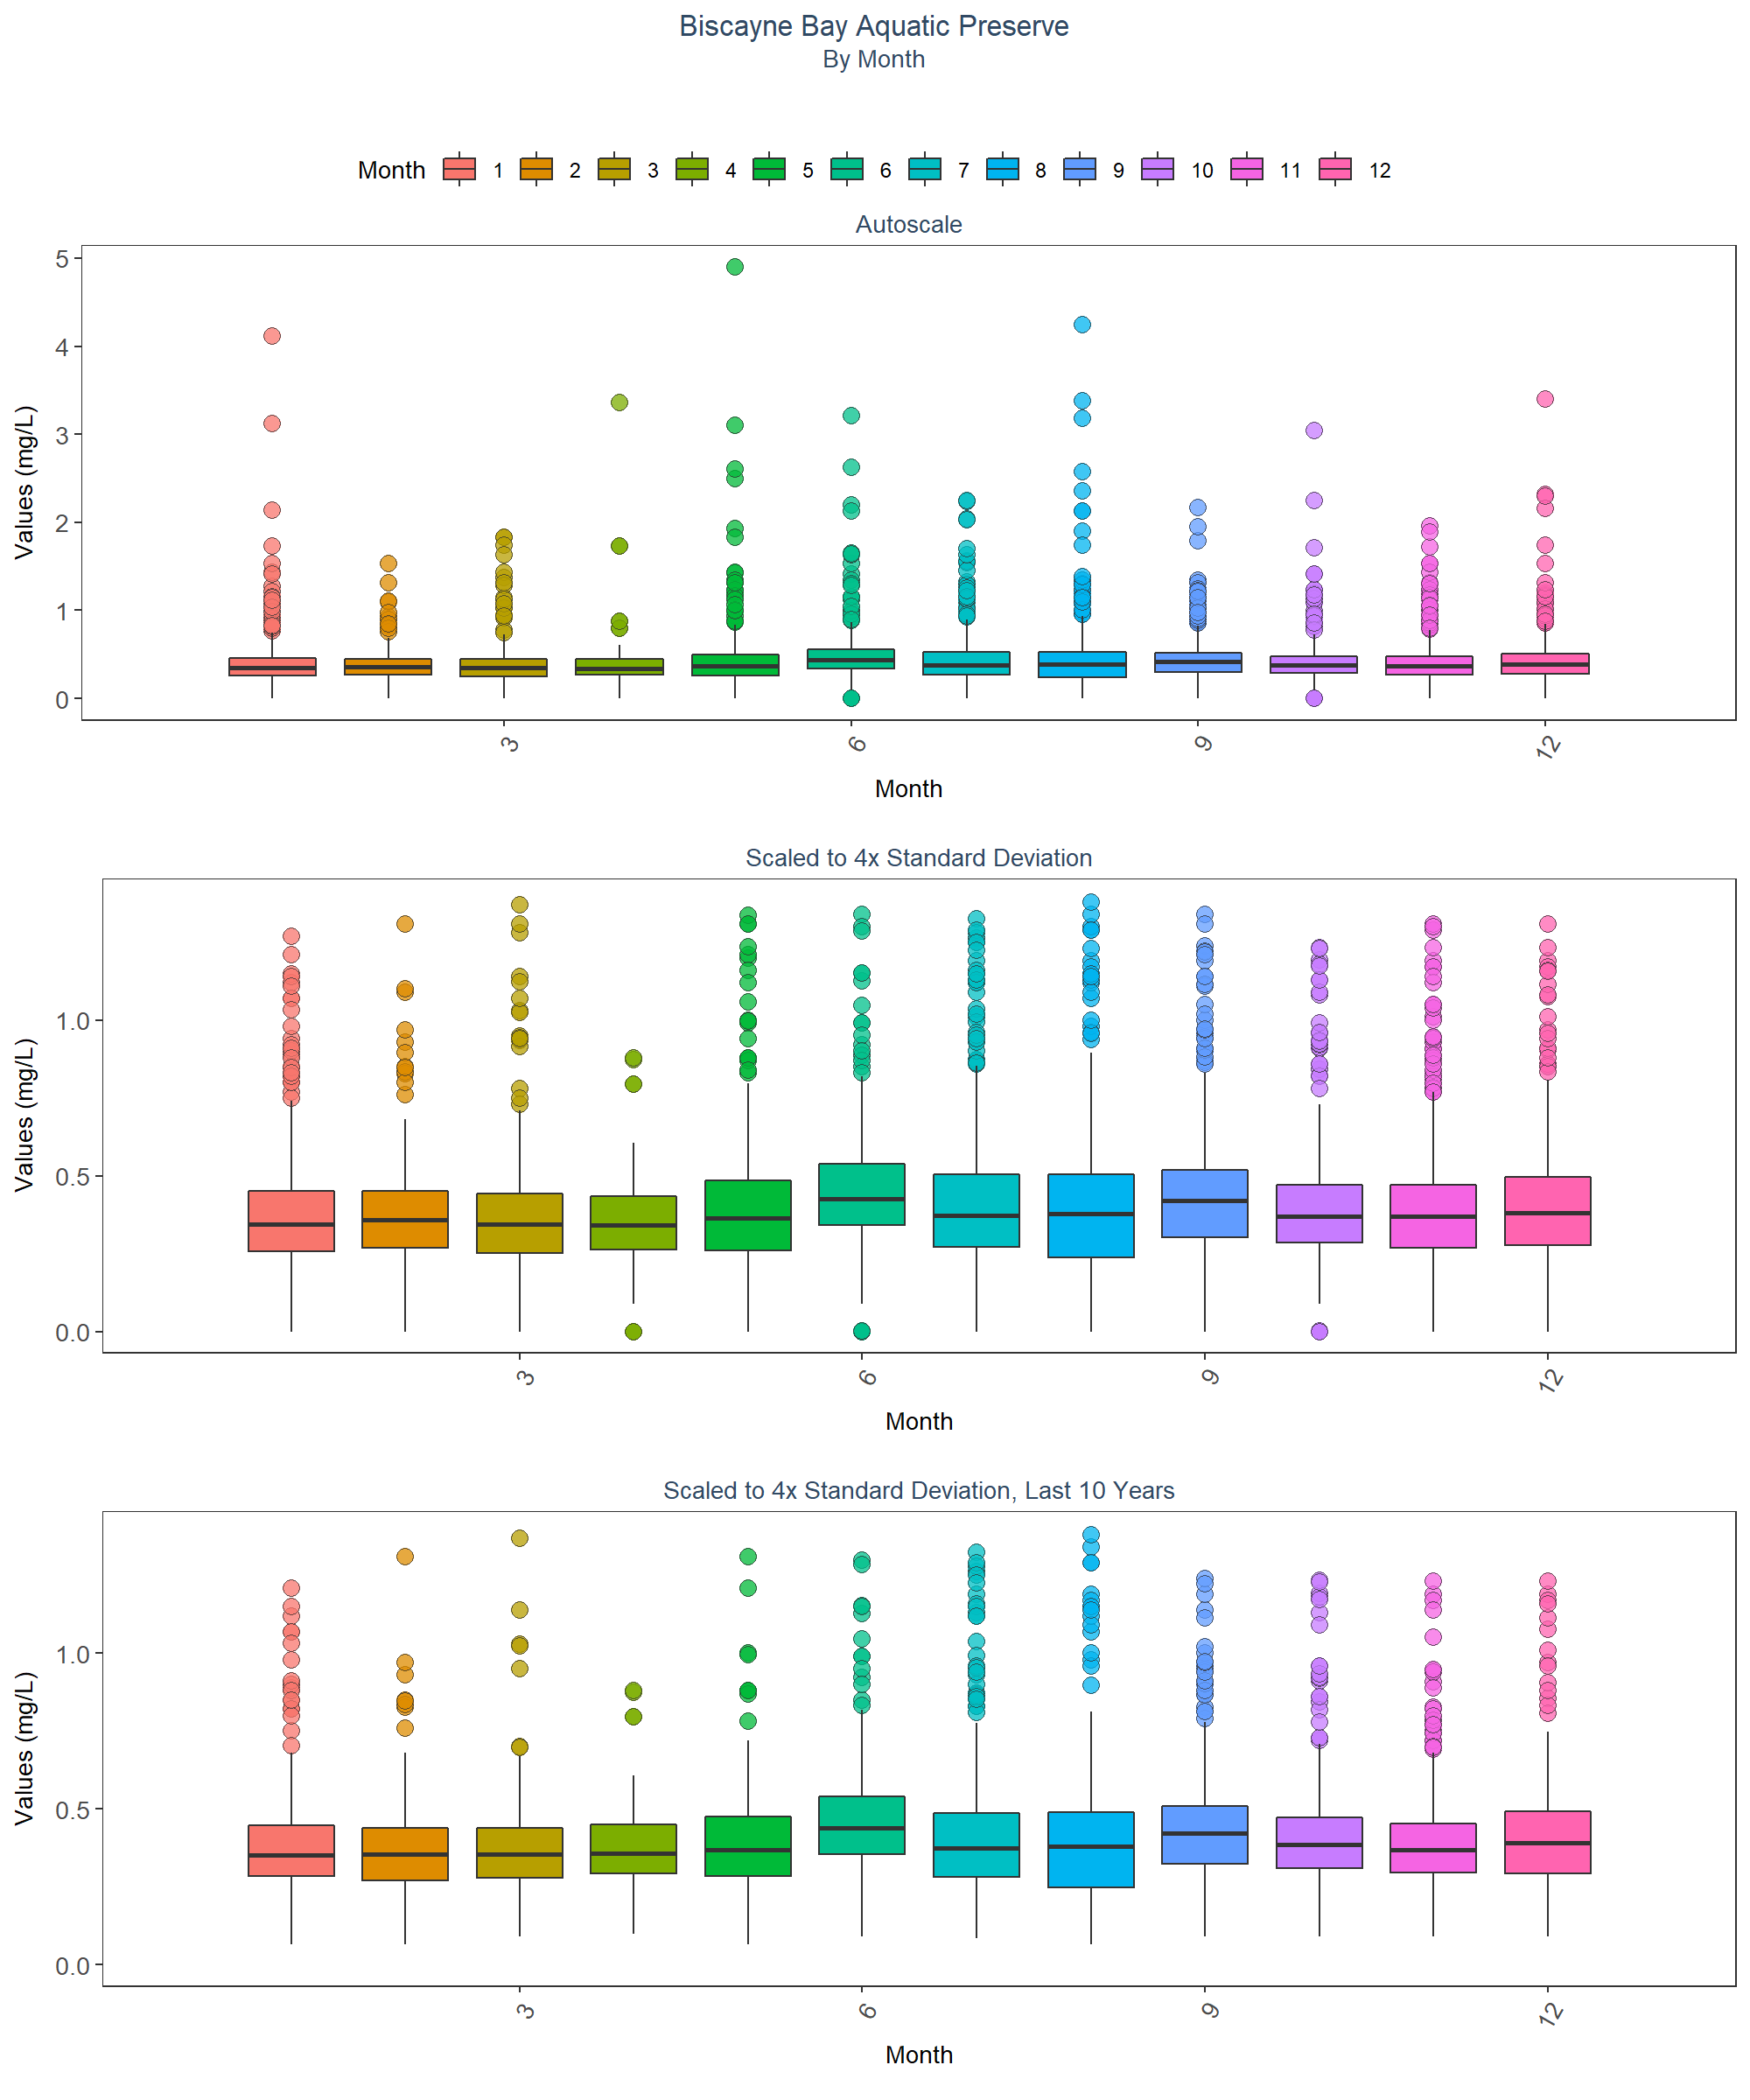 Biscayne Bay Aquatic Preserve
By Month
Month 1 2 3 4 5 6 7 8 9 10 11 12
Autoscale
Values (mg/L)
5
4
3
2
1
0
3 6 9 12
Month
Scaled to 4x Standard Deviation
Values (mg/L)
1.0
0.5
0.0
3 6 9 12
Month
Scaled to 4x Standard Deviation, Last 10 Years
Values (mg/L)
1.0
0.5
0.0
3 6 9 12
Month